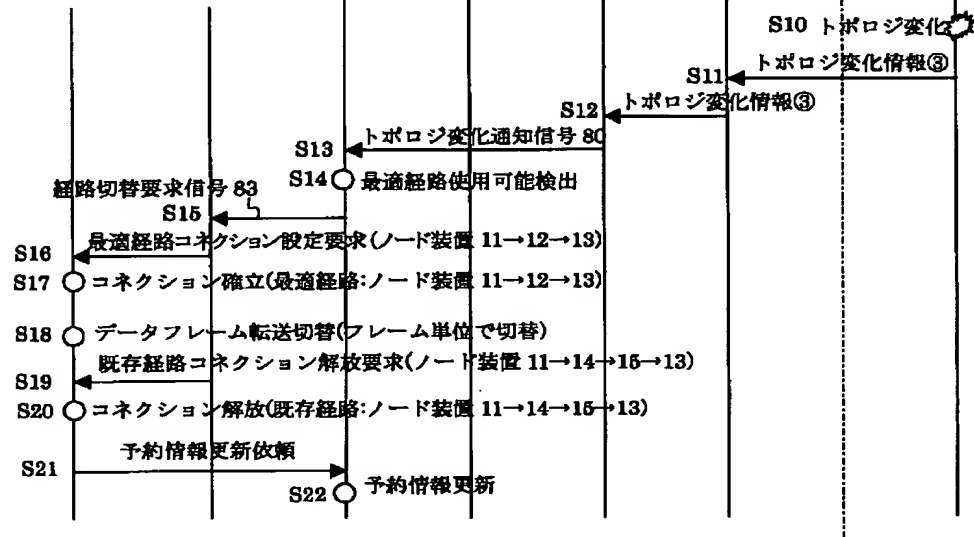 S10 トポロジ変化
トポロジ変化情報③
S11
トポロジ変化情報③
S12
トポロジ変化通知信号 80
S13
S14 最適経路使用可能検出
経路切替要求信号 83
S15
最適経路コネクション設定要求(ノード装置 11→12→13)
S16
S17 コネクション確立(最適経路:ノード装置 11→12→13)
S18 データフレーム転送切替(フレーム単位で切替)
既存経路コネクション解放要求(ノード装置 11→14→15→13)
S19
S20 コネクション解放(既存経路:ノード装置 11→14→15→13)
予約情報更新依頼
S21
S22 予約情報更新